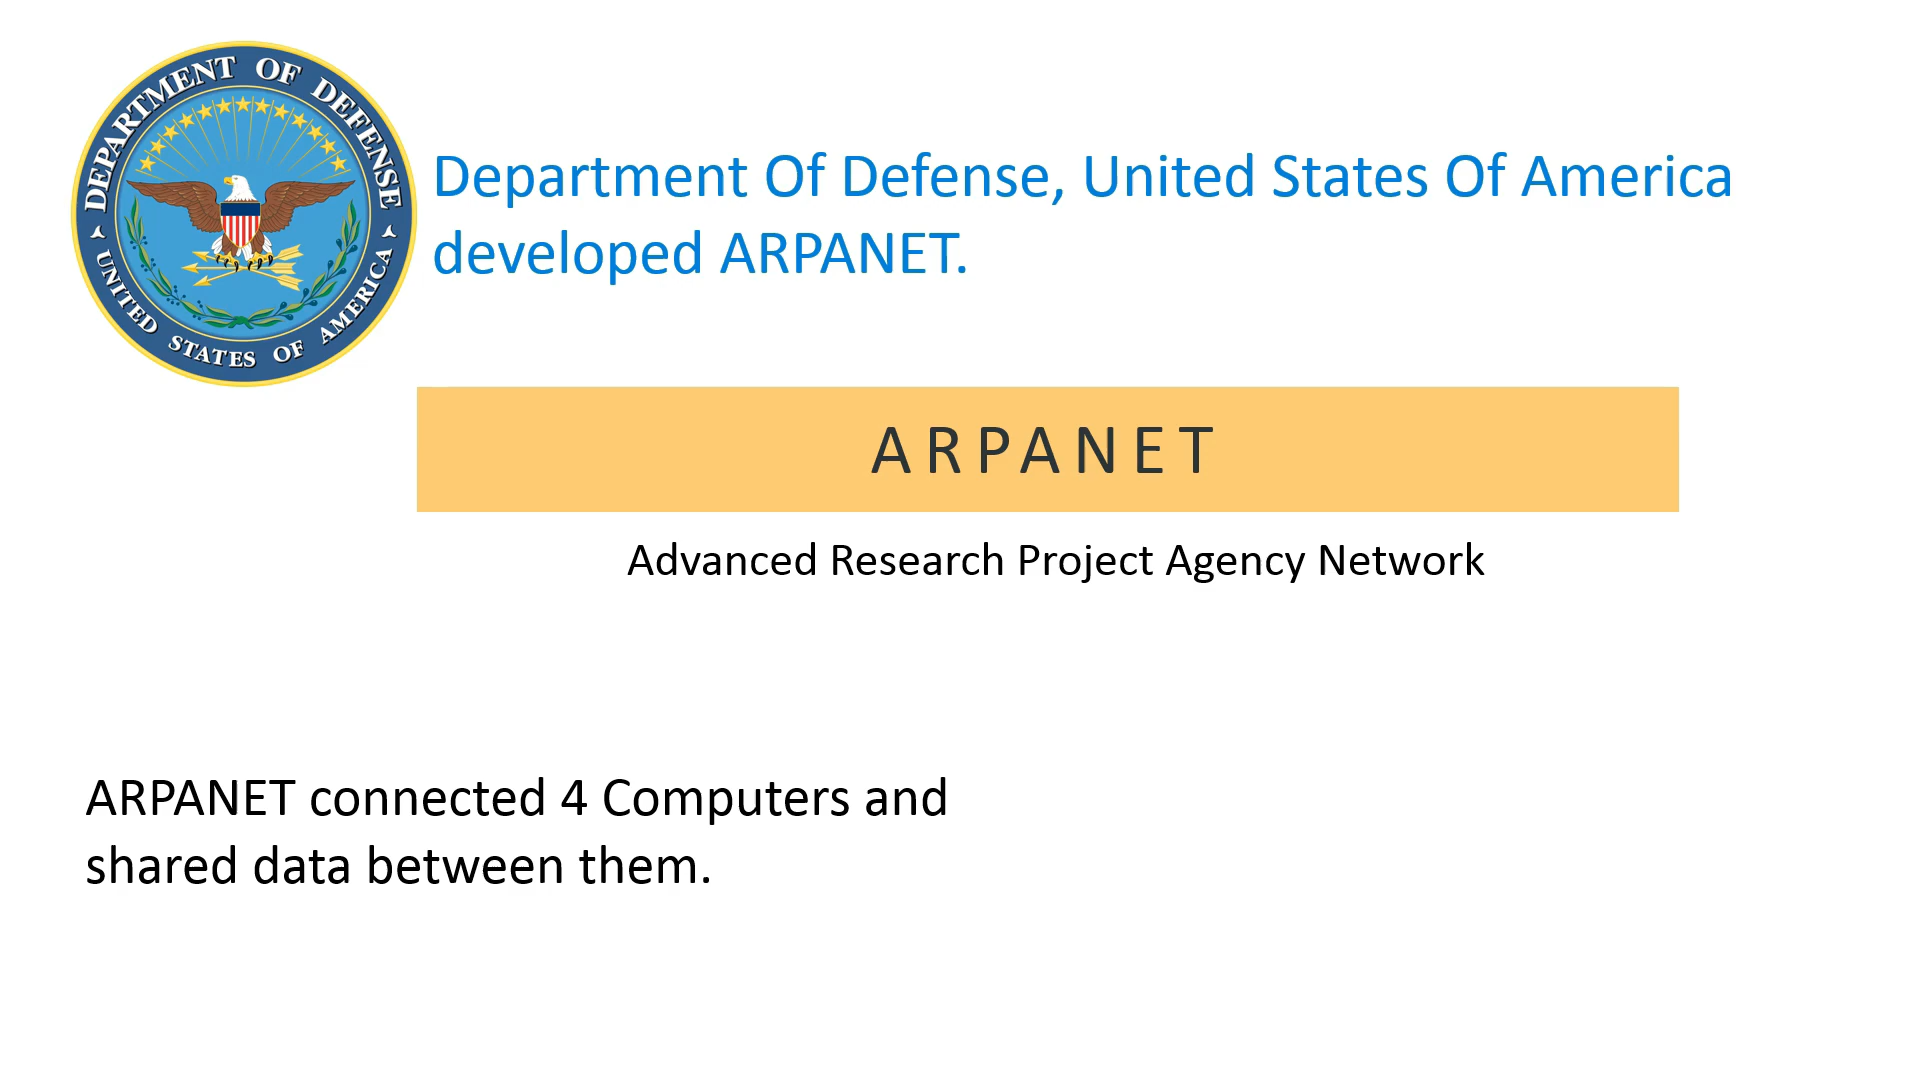 DEPARTMENT OF DEFENSE
UNITED STATES OF AMERICA
Department Of Defense, United States Of America
developed ARPANET.
ARPANET
Advanced Research Project Agency Network
ARPANET connected 4 Computers and
shared data between them.